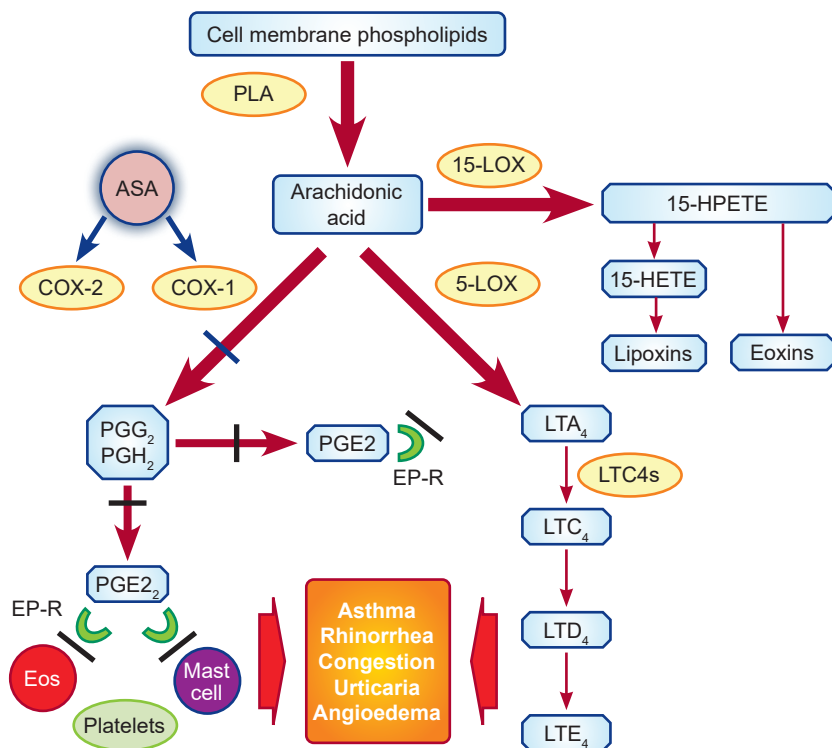 Cell membrane phospholipids
PLA
ASA
15-LOX
Arachidonic
acid
15-HPETE
COX-2
COX-1
5-LOX
15-HETE
Lipoxins
Eoxins
PGG₂
PGH₂
PGE2
EP-R
LTA₄
LTC4s
LTC₄
PGE2₂
EP-R
Eos
Mast
cell
Platelets
Asthma
Rhinorrhea
Congestion
Urticaria
Angioedema
LTD₄
LTE₄